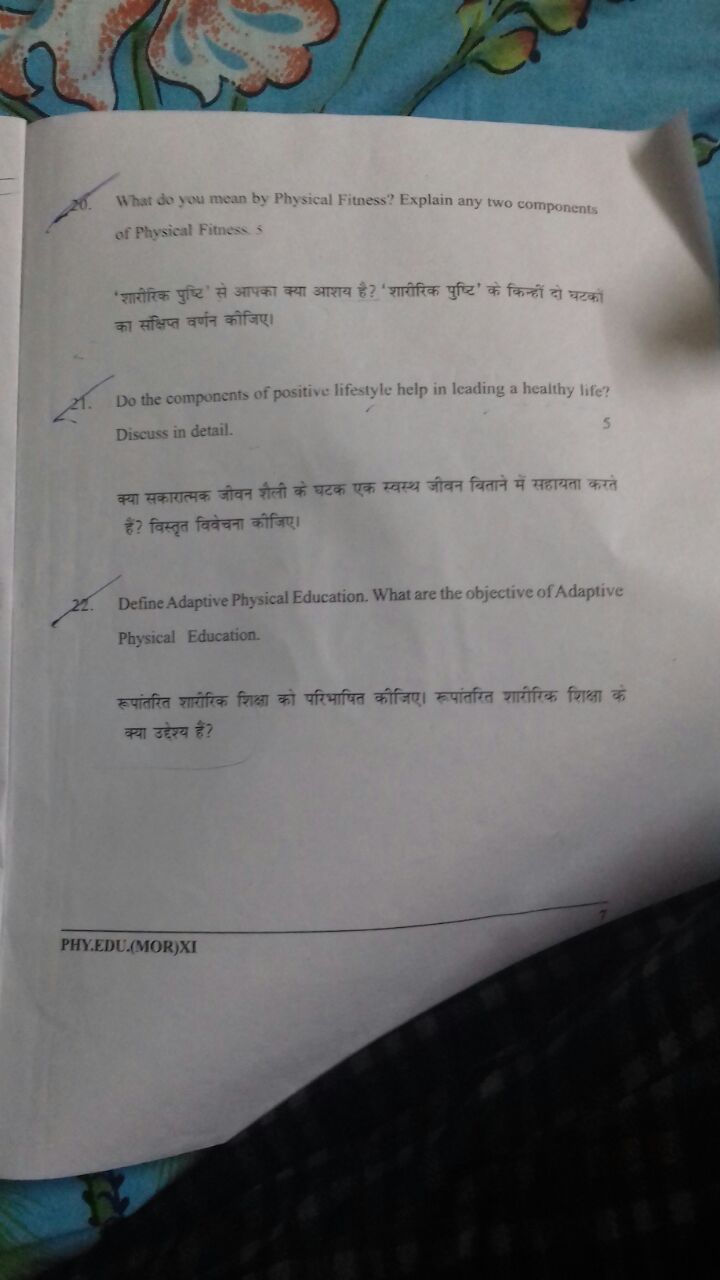 20. What do you mean by Physical Fitness? Explain any two components
of Physical Fitness. 5
'शारीरिक पुष्टि' से आपका क्या आशय है? 'शारीरिक पुष्टि' के किन्हीं दो घटकों
का संक्षिप्त वर्णन कीजिए।
21. Do the components of positive lifestyle help in leading a healthy life?
Discuss in detail. 5
क्या सकारात्मक जीवन शैली के घटक एक स्वस्थ जीवन बिताने में सहायता करते
हैं? विस्तृत विवेचना कीजिए।
22. Define Adaptive Physical Education. What are the objective of Adaptive
Physical Education.
रूपांतरित शारीरिक शिक्षा को परिभाषित कीजिए। रूपांतरित शारीरिक शिक्षा के
क्या उद्देश्य हैं?
7
PHY.EDU.(MOR)XI